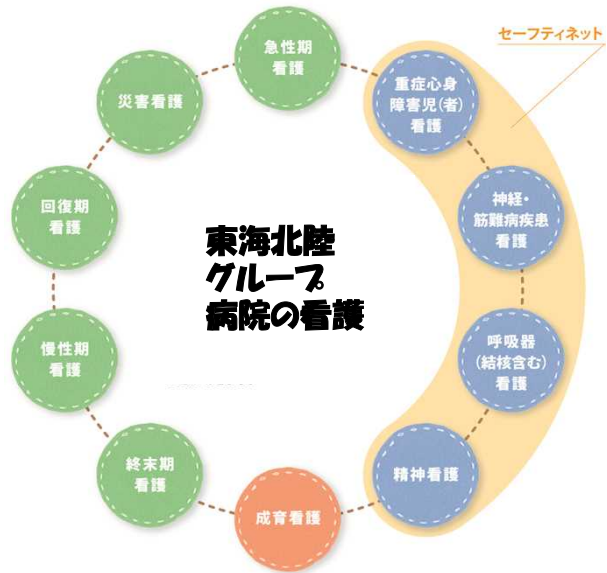 セーフティネット
急性期
看護
重症心身
障害児(者)
看護
神経・
筋難病疾患
看護
呼吸器
(結核含む)
看護
精神看護
成育看護
終末期
看護
慢性期
看護
回復期
看護
災害看護
東海北陸
グループ
病院の看護